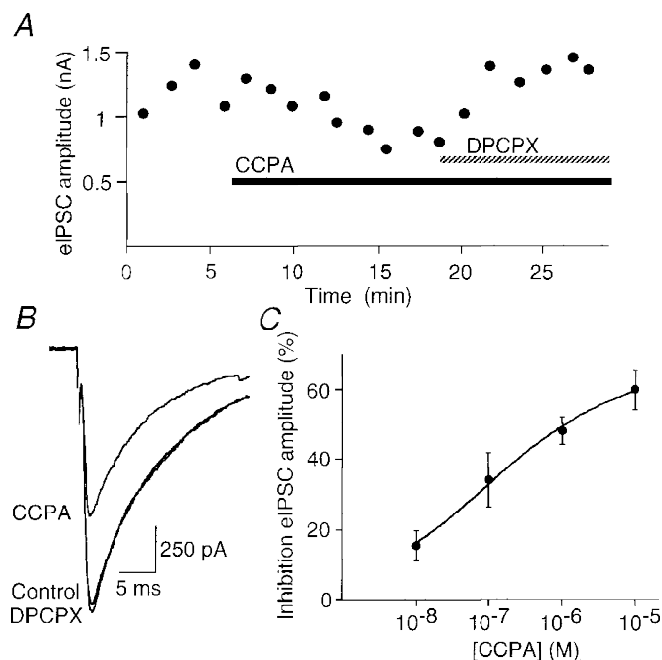 A
eIPSC amplitude (nA)
1.5
1
0.5
DPCPX
CCPA
0 5 10 15 20 25
Time (min)
B
CCPA
250 pA
5 ms
Control
DPCPX
C
Inhibition eIPSC amplitude (%)
60
40
20
0
10-8 10-7 10-6 10-5
[CCPA] (M)